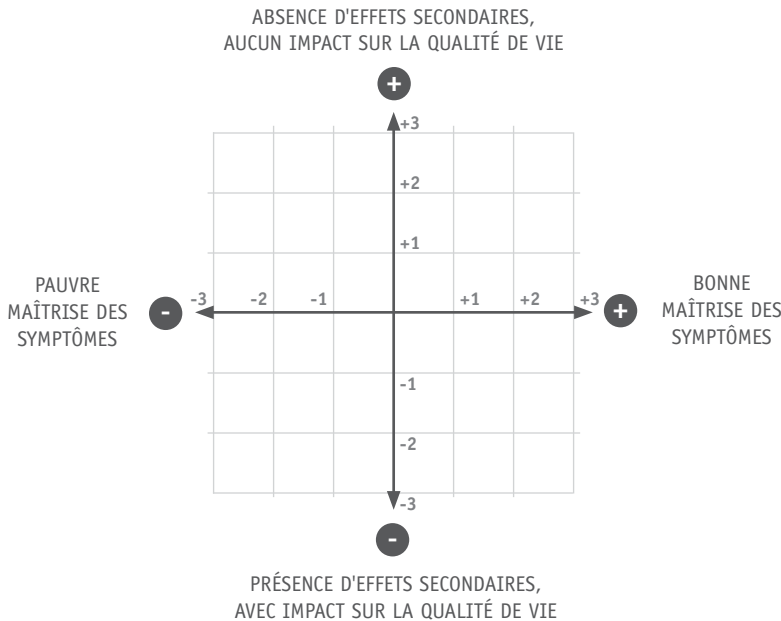 ABSENCE D'EFFETS SECONDAIRES,
AUCUN IMPACT SUR LA QUALITÉ DE VIE
+
+3
+2
+1
PAUVRE
MAÎTRISE DES
SYMPTÔMES
-
-3 -2 -1 +1 +2 +3
+
BONNE
MAÎTRISE DES
SYMPTÔMES
-1
-2
-3
-
PRÉSENCE D'EFFETS SECONDAIRES,
AVEC IMPACT SUR LA QUALITÉ DE VIE